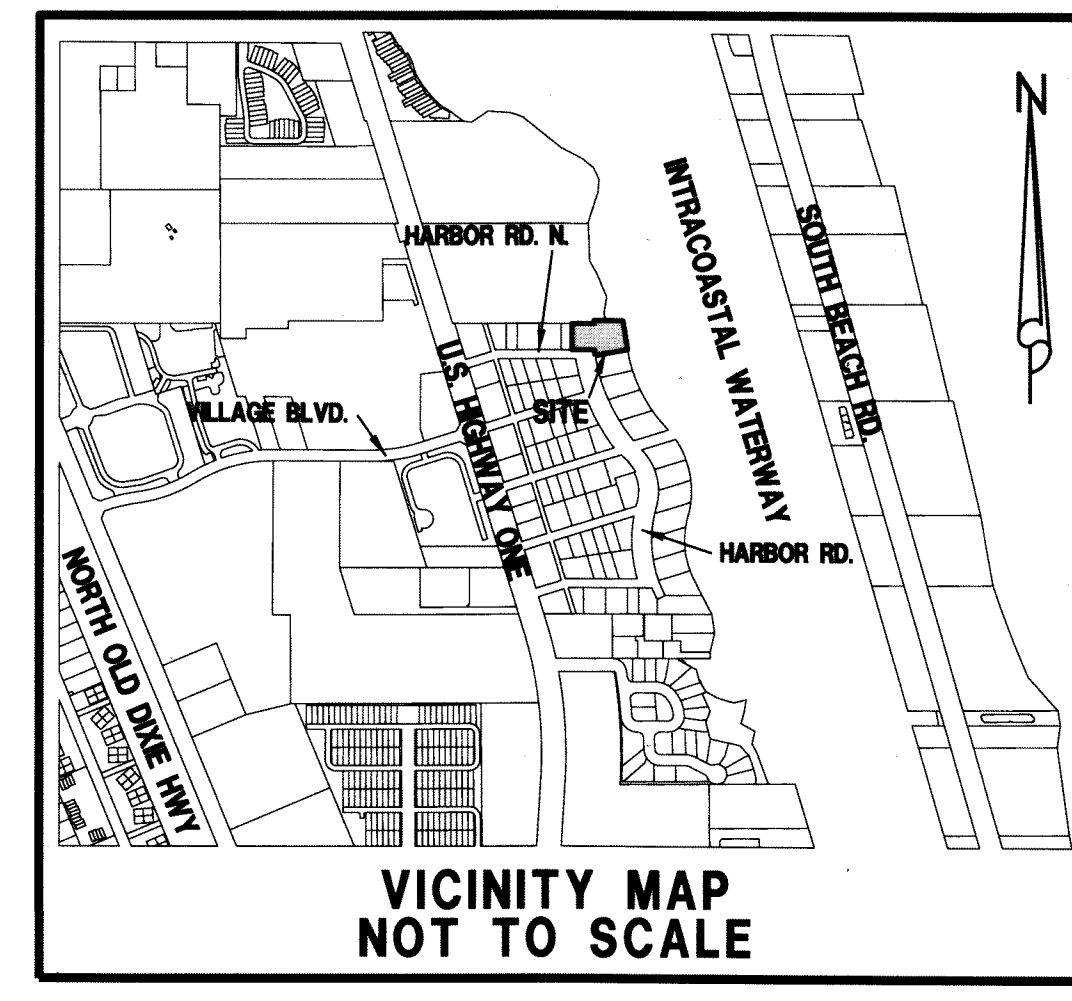 N
HARBOR RD. N.
INTRACOASTAL WATERWAY
SOUTH BEACH RD.
U.S. HIGHWAY ONE
VILLAGE BLVD.
SITE
HARBOR RD.
NORTH OLD DIXIE HWY
VICINITY MAP
NOT TO SCALE